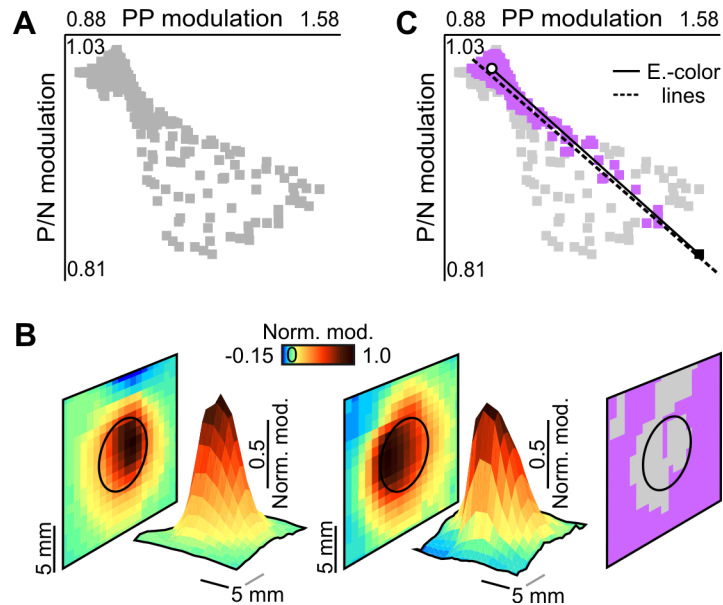 A
0.88 PP modulation 1.58
1.03
P/N modulation
0.81
C
0.88 PP modulation 1.58
1.03
P/N modulation
E.-color
lines
0.81
B
Norm. mod.
-0.15 0 1.0
5 mm
0.5
Norm. mod.
5 mm
5 mm
0.5
Norm. mod.
5 mm
5 mm